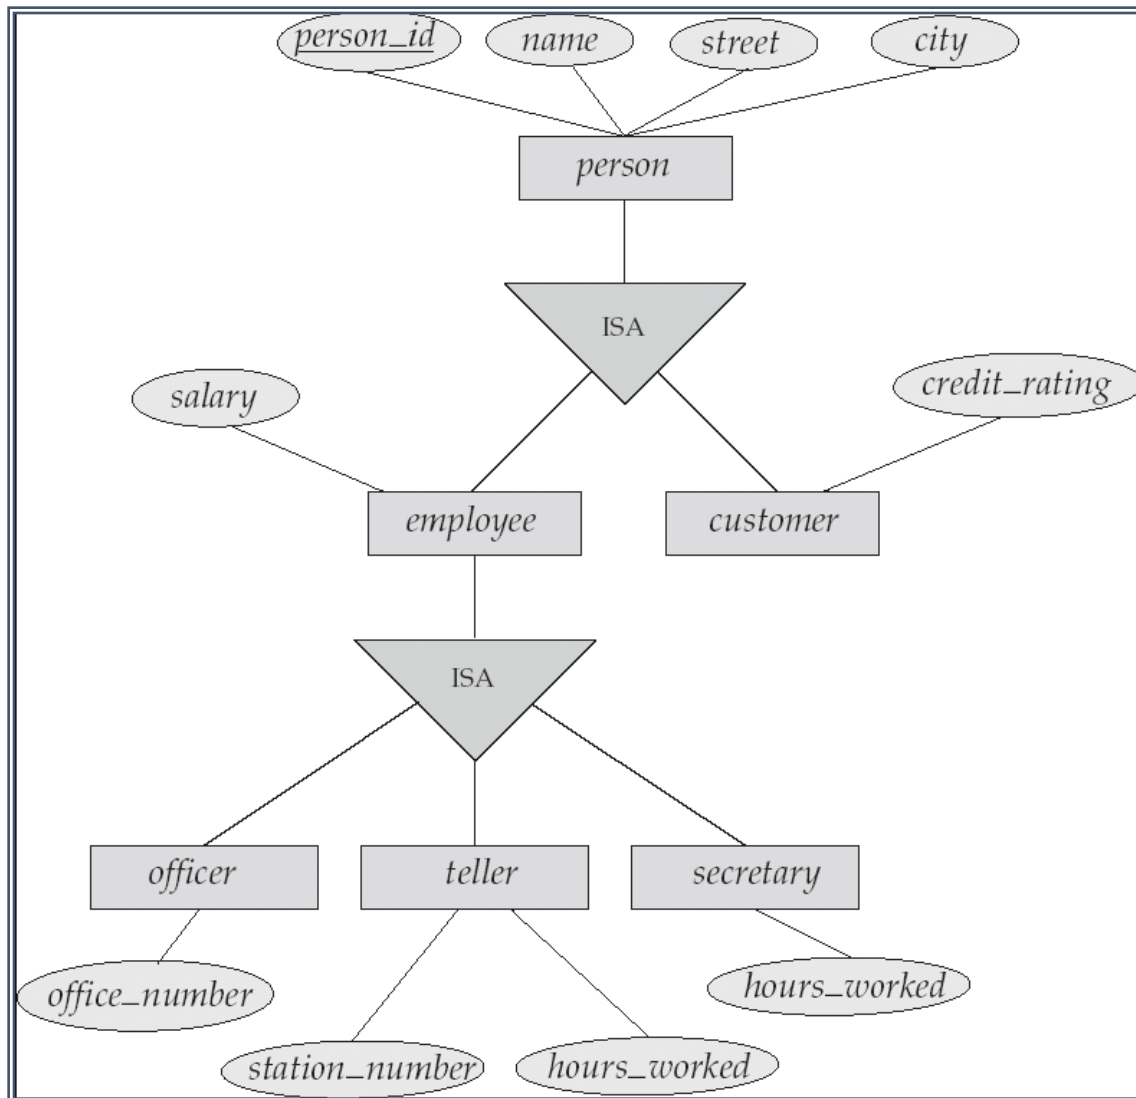 person_id
name
street
city
person
ISA
salary
credit_rating
employee
customer
ISA
officer
teller
secretary
office_number
hours_worked
station_number
hours_worked